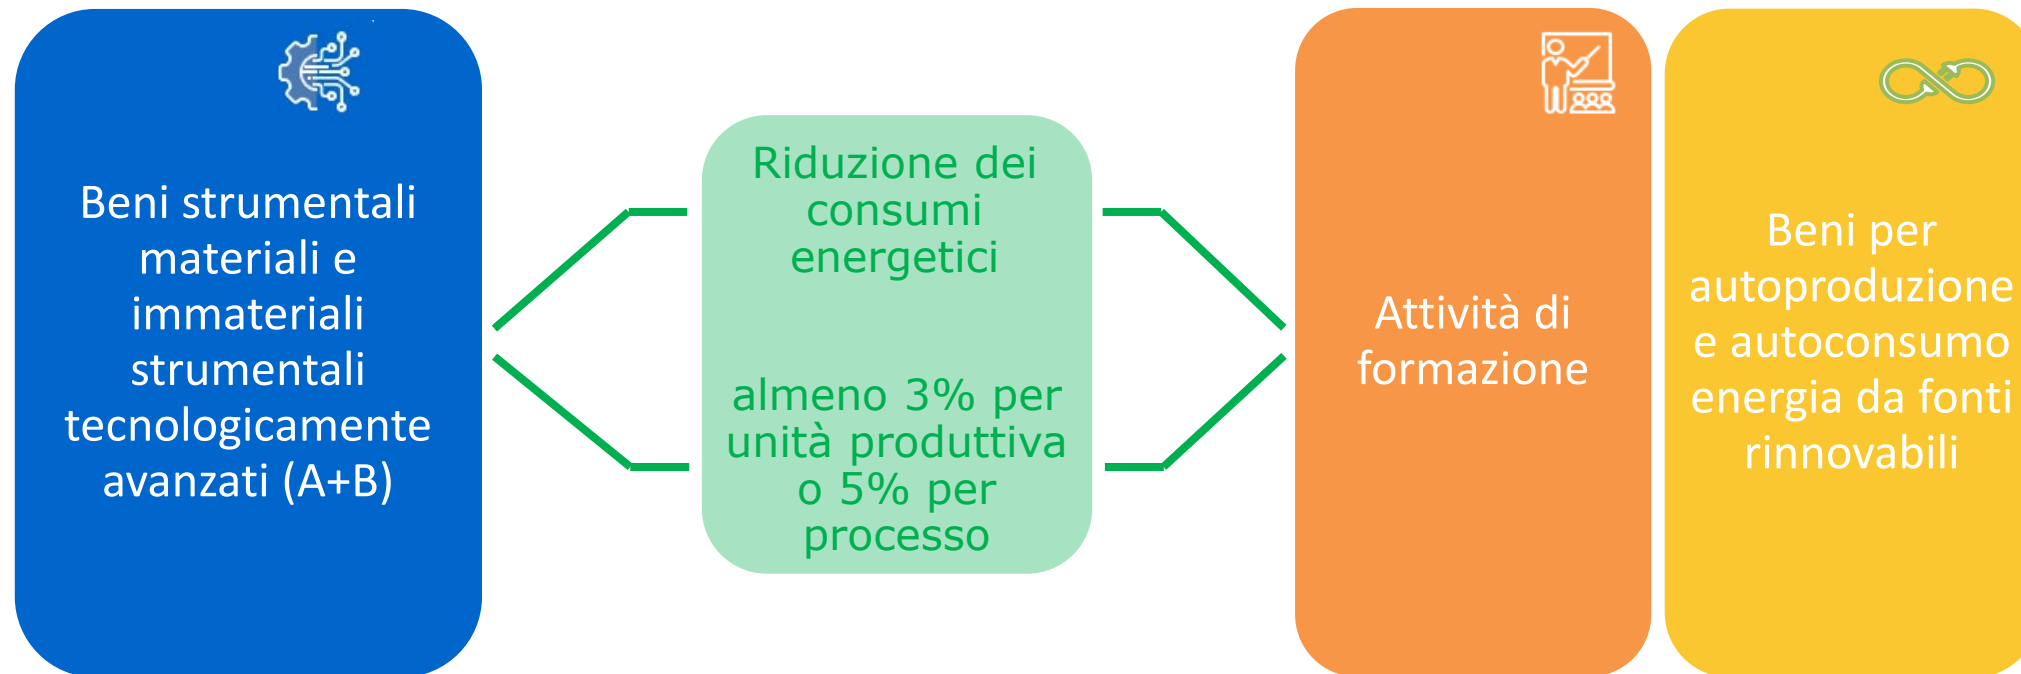 Beni strumentali
materiali e
immateriali
strumentali
tecnologicamente
avanzati (A+B)
Riduzione dei
consumi
energetici
almeno 3% per
unità produttiva
o 5% per
processo
Attività di
formazione
Beni per
autoproduzione
e autoconsumo
energia da fonti
rinnovabili